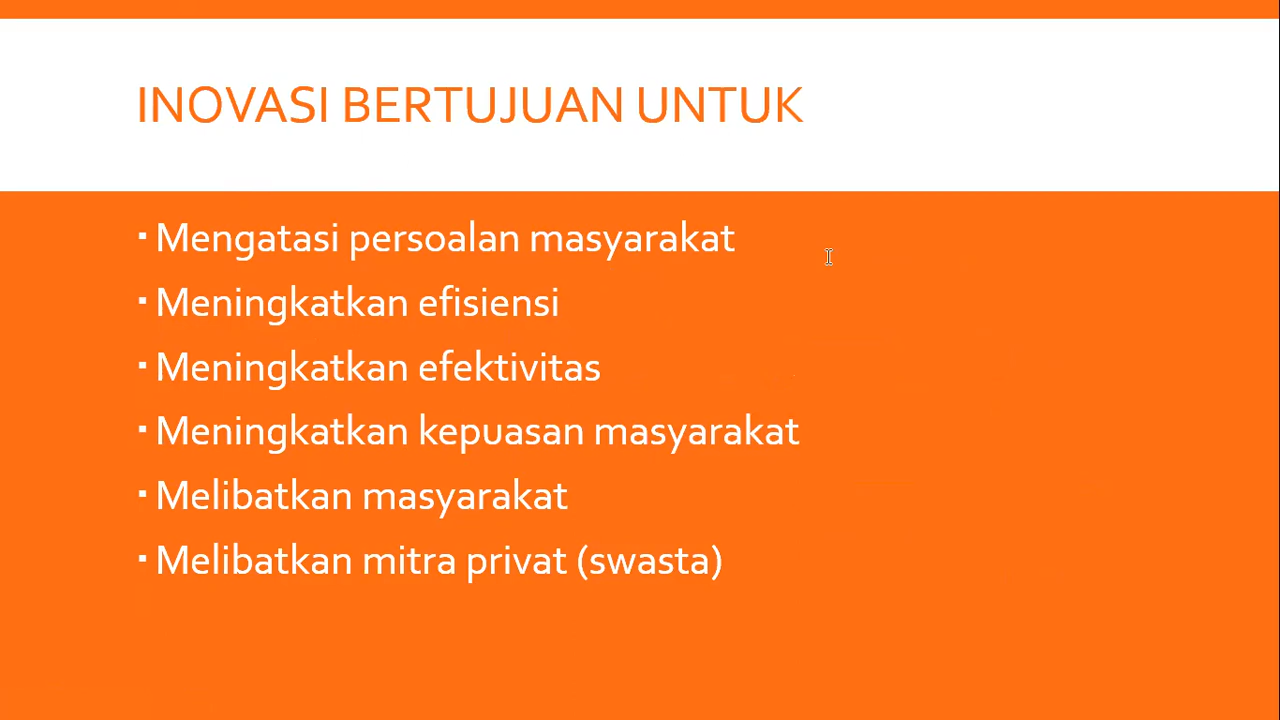 INOVASI BERTUJUAN UNTUK
▪ Mengatasi persoalan masyarakat
▪ Meningkatkan efisiensi
▪ Meningkatkan efektivitas
▪ Meningkatkan kepuasan masyarakat
▪ Melibatkan masyarakat
▪ Melibatkan mitra privat (swasta)